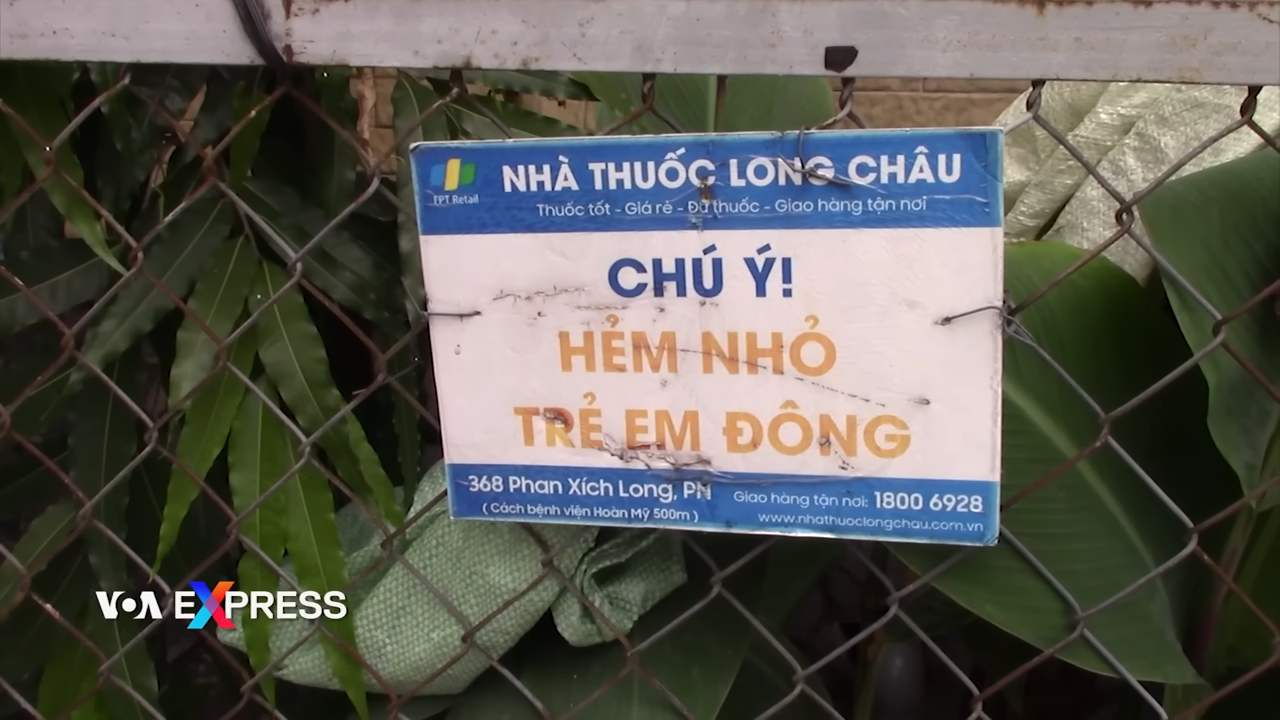 NHÀ THUỐC LONG CHÂU
FPT Retail
Thuốc tốt - Giá rẻ - Đủ thuốc - Giao hàng tận nơi
CHÚ Ý!
HẺM NHỎ
TRẺ EM ĐÔNG
368 Phan Xích Long, PN
Giao hàng tận nơi: 1800 6928
(Cách bệnh viện Hoàn Mỹ 500m)
www.nhathuoclongchau.com.vn
VOA EXPRESS